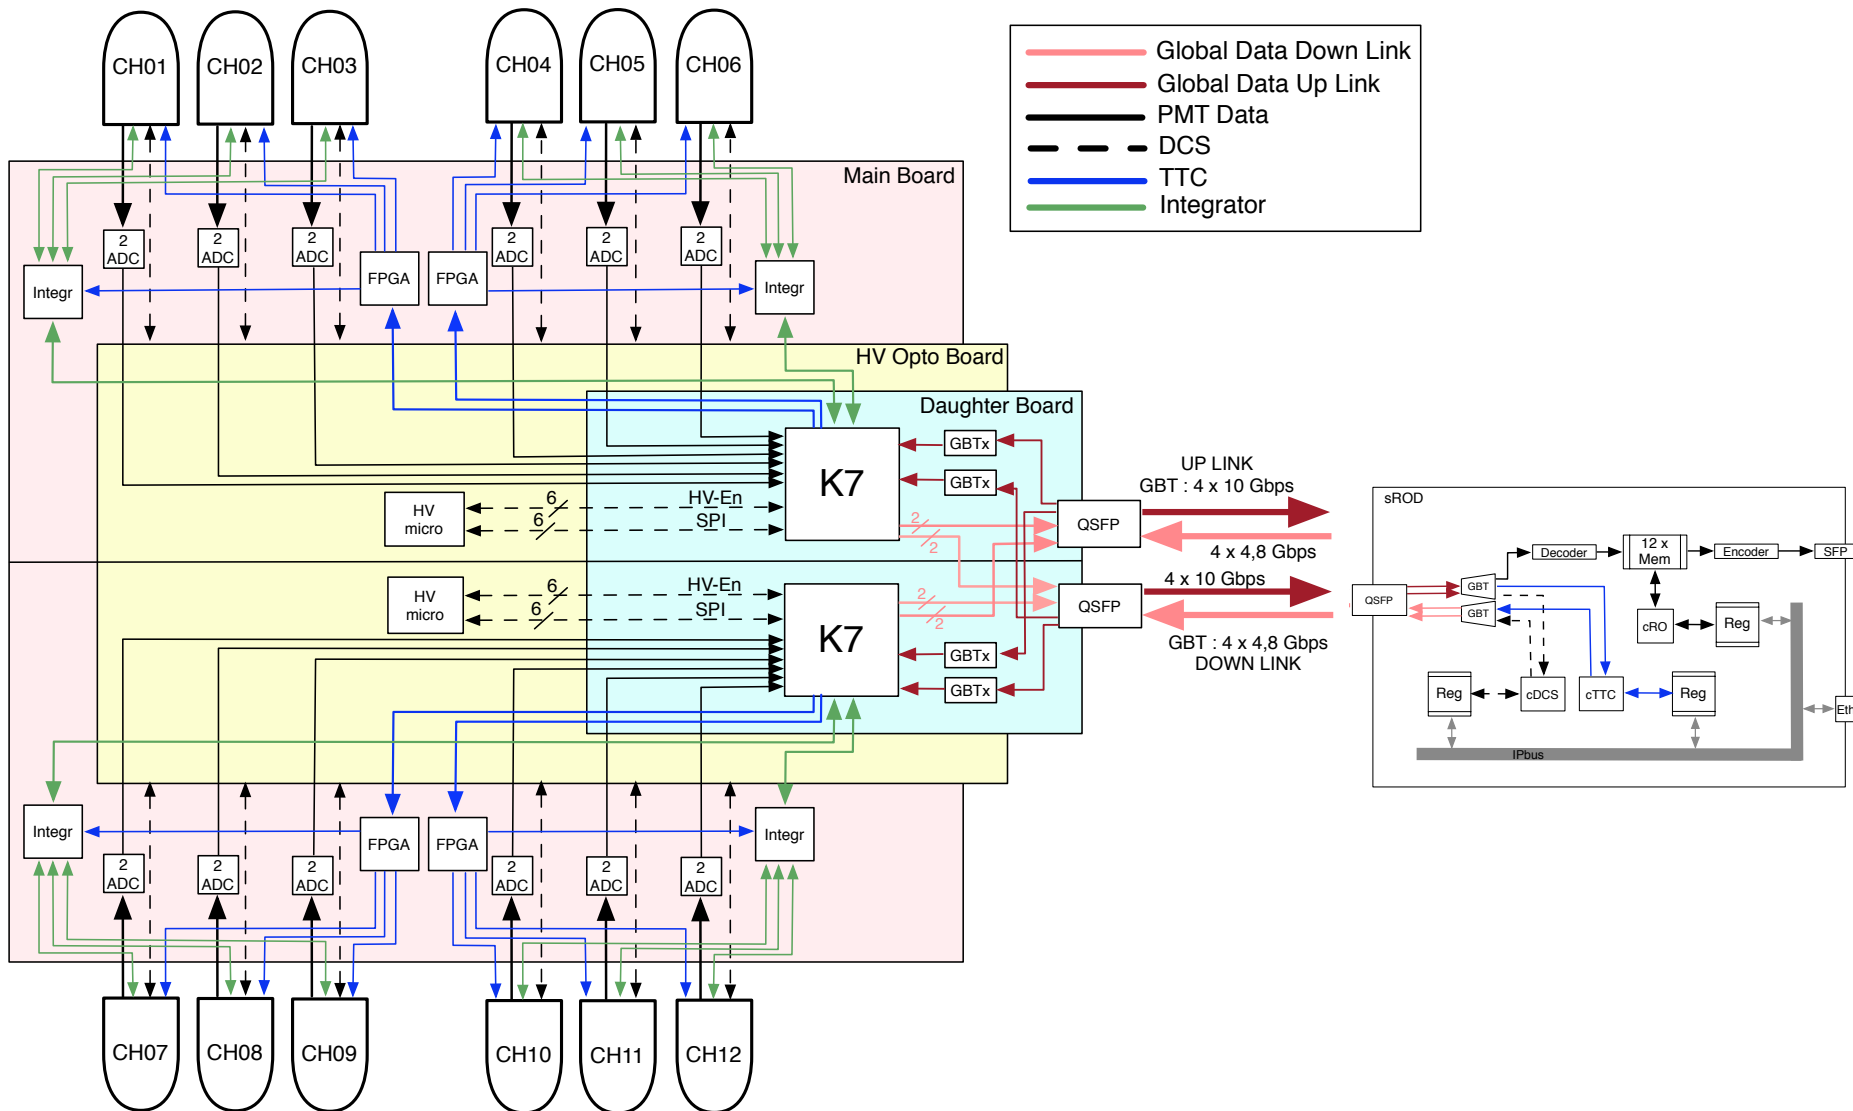 CH01
CH02
CH03
CH04
CH05
CH06
Global Data Down Link
Global Data Up Link
PMT Data
DCS
TTC
Integrator
Main Board
2
ADC
2
ADC
2
ADC
2
ADC
2
ADC
2
ADC
Integr
FPGA
FPGA
Integr
HV Opto Board
Daughter Board
K7
GBTx
GBTx
HV
micro
6
HV-En
6
SPI
2
2
QSFP
UP LINK
GBT : 4 x 10 Gbps
4 x 4,8 Gbps
4 x 10 Gbps
GBT : 4 x 4,8 Gbps
DOWN LINK
HV
micro
6
HV-En
6
SPI
K7
2
2
QSFP
GBTx
GBTx
sROD
Decoder
12 x
Mem
Encoder
SFP
QSFP
GBT
GBT
cRO
Reg
Reg
cDCS
cTTC
Reg
Eth
IPbus
Integr
FPGA
FPGA
Integr
2
ADC
2
ADC
2
ADC
2
ADC
2
ADC
2
ADC
CH07
CH08
CH09
CH10
CH11
CH12